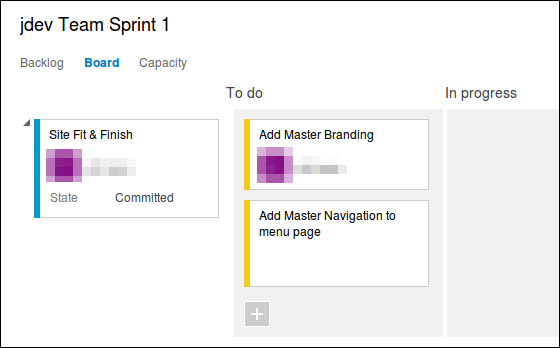 jdev Team Sprint 1
Backlog Board Capacity
To do In progress
Site Fit & Finish
State Committed
Add Master Branding
Add Master Navigation to
menu page